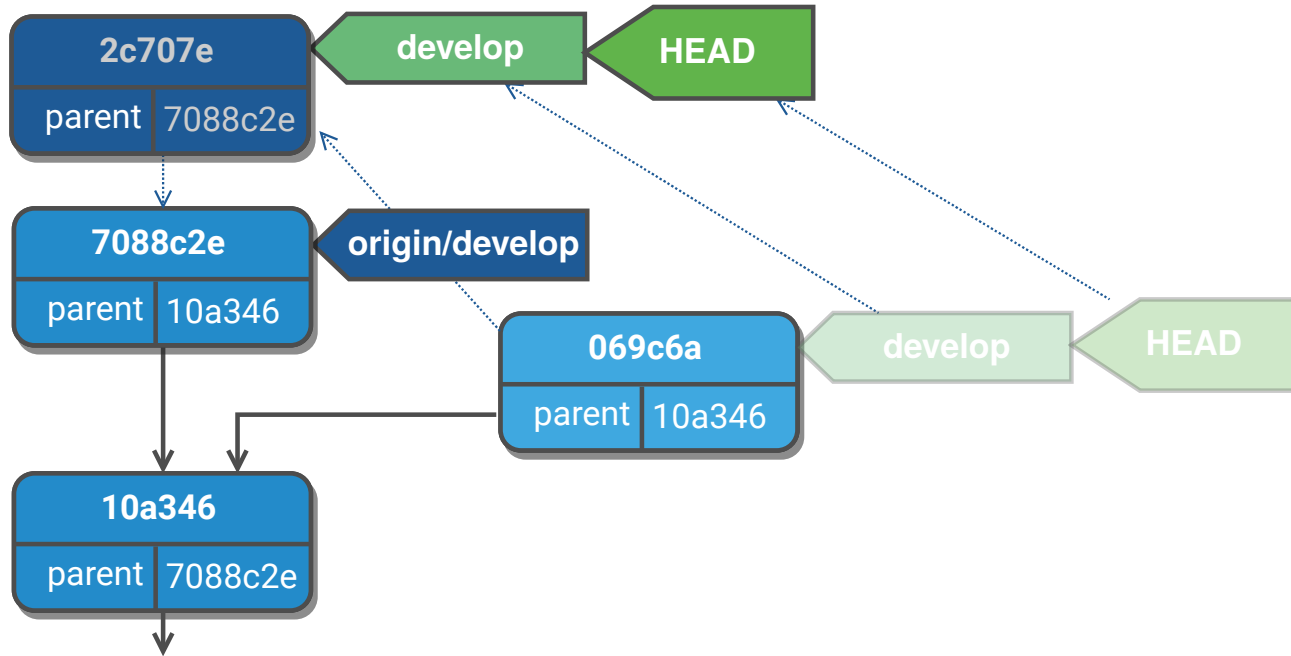 2c707e
develop
HEAD
parent 7088c2e
7088c2e
origin/develop
parent 10a346
069c6a
develop
HEAD
parent 10a346
10a346
parent 7088c2e